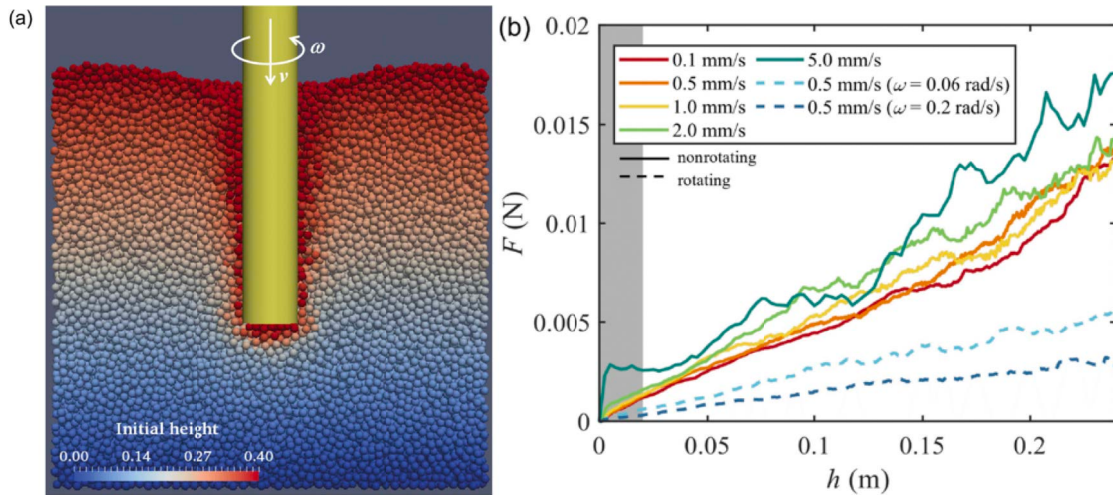 (a)
ω
v
Initial height
0.00 0.14 0.27 0.40
(b)
0.02
0.015
0.01
0.005
0
F (N)
0.1 mm/s
0.5 mm/s
1.0 mm/s
2.0 mm/s
5.0 mm/s
0.5 mm/s (ω = 0.06 rad/s)
0.5 mm/s (ω = 0.2 rad/s)
nonrotating
rotating
0 0.05 0.1 0.15 0.2
h (m)